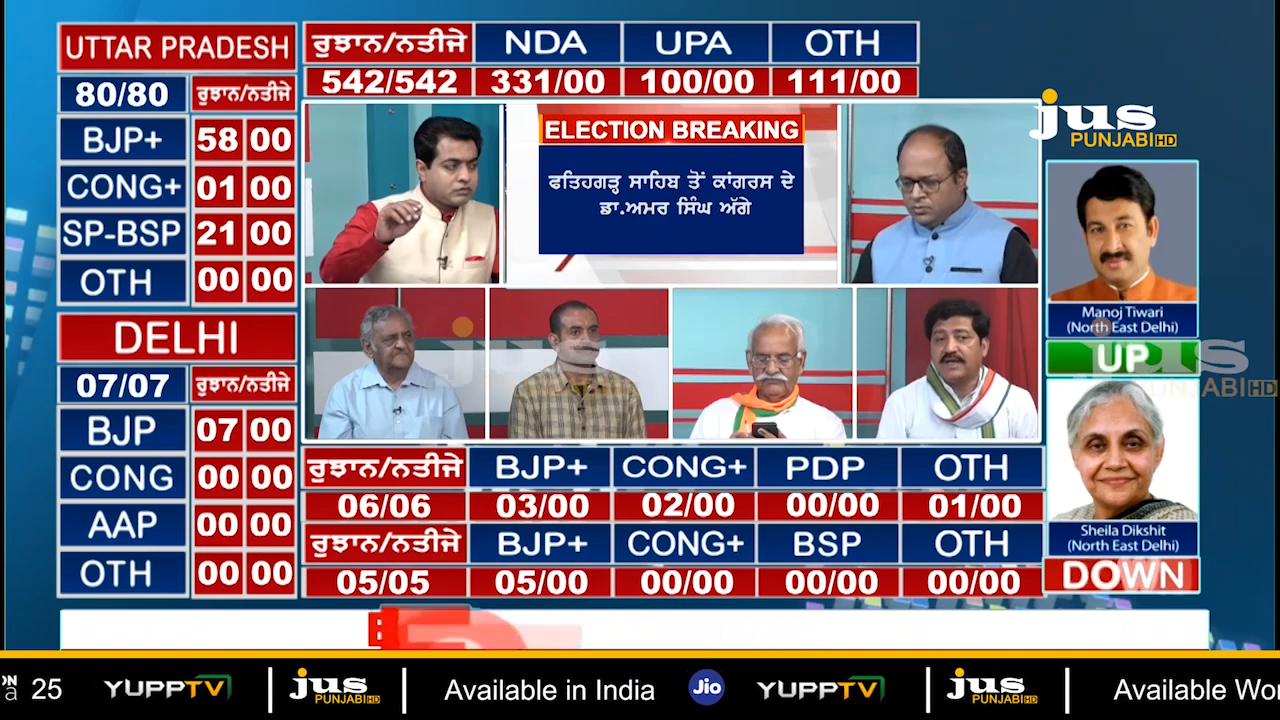 UTTAR PRADESH
80/80 ਰੁਝਾਨ/ਨਤੀਜੇ
BJP+ 58 00
CONG+ 01 00
SP-BSP 21 00
OTH 00 00
DELHI
07/07 ਰੁਝਾਨ/ਨਤੀਜੇ
BJP 07 00
CONG 00 00
AAP 00 00
OTH 00 00
ਰੁਝਾਨ/ਨਤੀਜੇ NDA UPA OTH
542/542 331/00 100/00 111/00
ELECTION BREAKING
ਫਤਿਹਗੜ੍ਹ ਸਾਹਿਬ ਤੋਂ ਕਾਂਗਰਸ ਦੇ
ਡਾ.ਅਮਰ ਸਿੰਘ ਅੱਗੇ
jus
PUNJABI HD
Manoj Tiwari
(North East Delhi)
UP
jus
PUNJABI HD
jus
Sheila Dikshit
(North East Delhi)
DOWN
ਰੁਝਾਨ/ਨਤੀਜੇ BJP+ CONG+ PDP OTH
06/06 03/00 02/00 00/00 01/00
ਰੁਝਾਨ/ਨਤੀਜੇ BJP+ CONG+ BSP OTH
05/05 05/00 00/00 00/00 00/00
25 YUPPTV jus PUNJABI HD Available in India Jio YUPPTV jus PUNJABI HD Available Wor